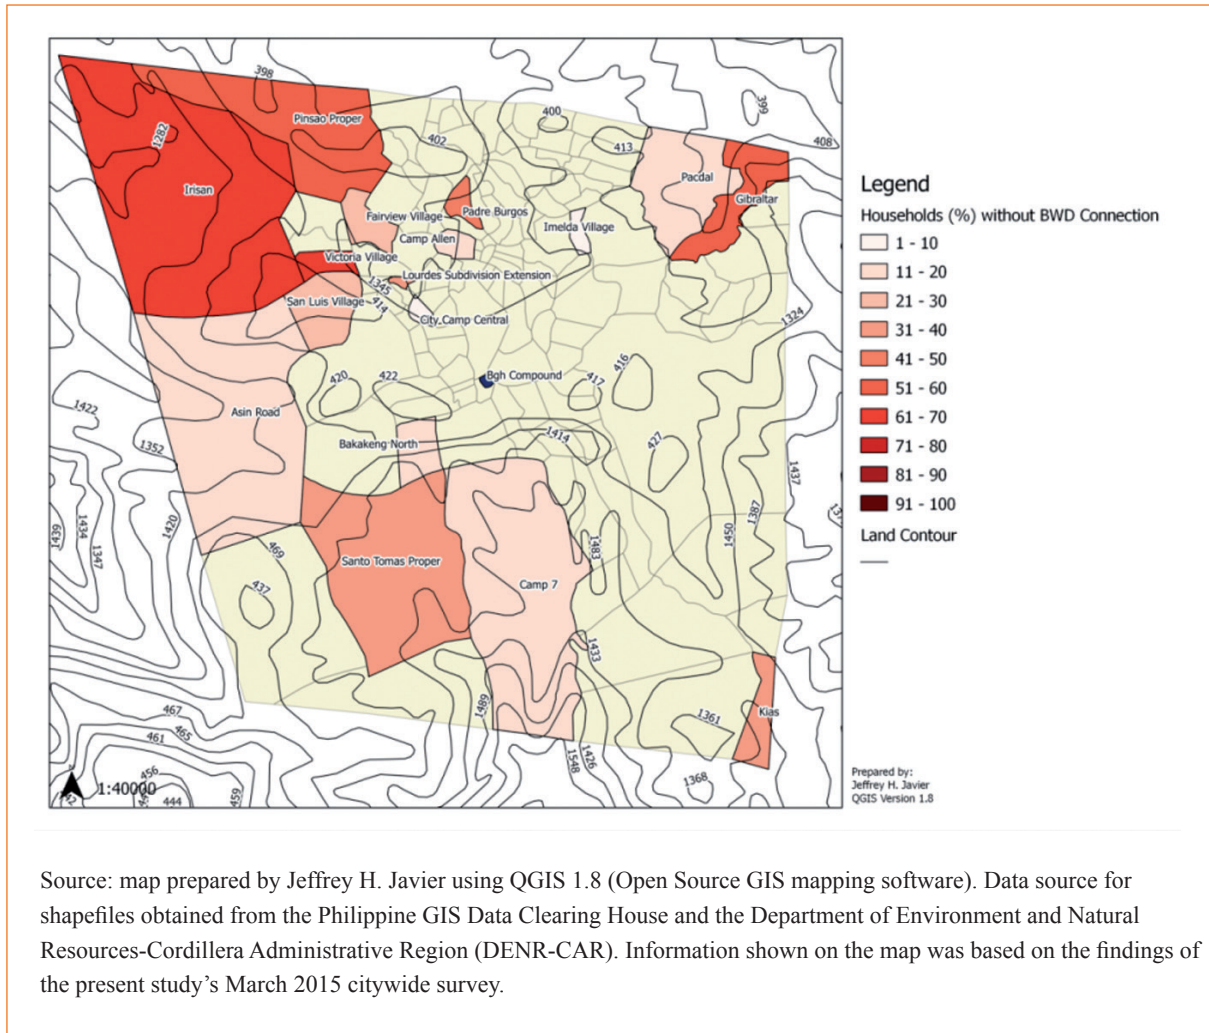 398
400
399
402
413
408
1282
Pinsao Proper
Irisan
Pacdal
Gibraltar
Fairview Village
Padre Burgos
Imelda Village
Camp Allen
Victoria Village
Lourdes Subdivision Extension
1345
San Luis Village
414
City Camp Central
1324
420
422
Bgh Compound
417
416
1422
Asin Road
1352
Bakakeng North
1414
427
1437
1439
1434
1347
1420
469
1483
1450
1387
Santo Tomas Proper
Camp 7
437
1433
467
465
461
1489
1361
Kias
456
444
459
1548
1426
1368
1:40000
Legend
Households (%) without BWD Connection
1 - 10
11 - 20
21 - 30
31 - 40
41 - 50
51 - 60
61 - 70
71 - 80
81 - 90
91 - 100
Land Contour
Prepared by:
Jeffrey H. Javier
QGIS Version 1.8
Source: map prepared by Jeffrey H. Javier using QGIS 1.8 (Open Source GIS mapping software). Data source for
shapefiles obtained from the Philippine GIS Data Clearing House and the Department of Environment and Natural
Resources-Cordillera Administrative Region (DENR-CAR). Information shown on the map was based on the findings of
the present study’s March 2015 citywide survey.